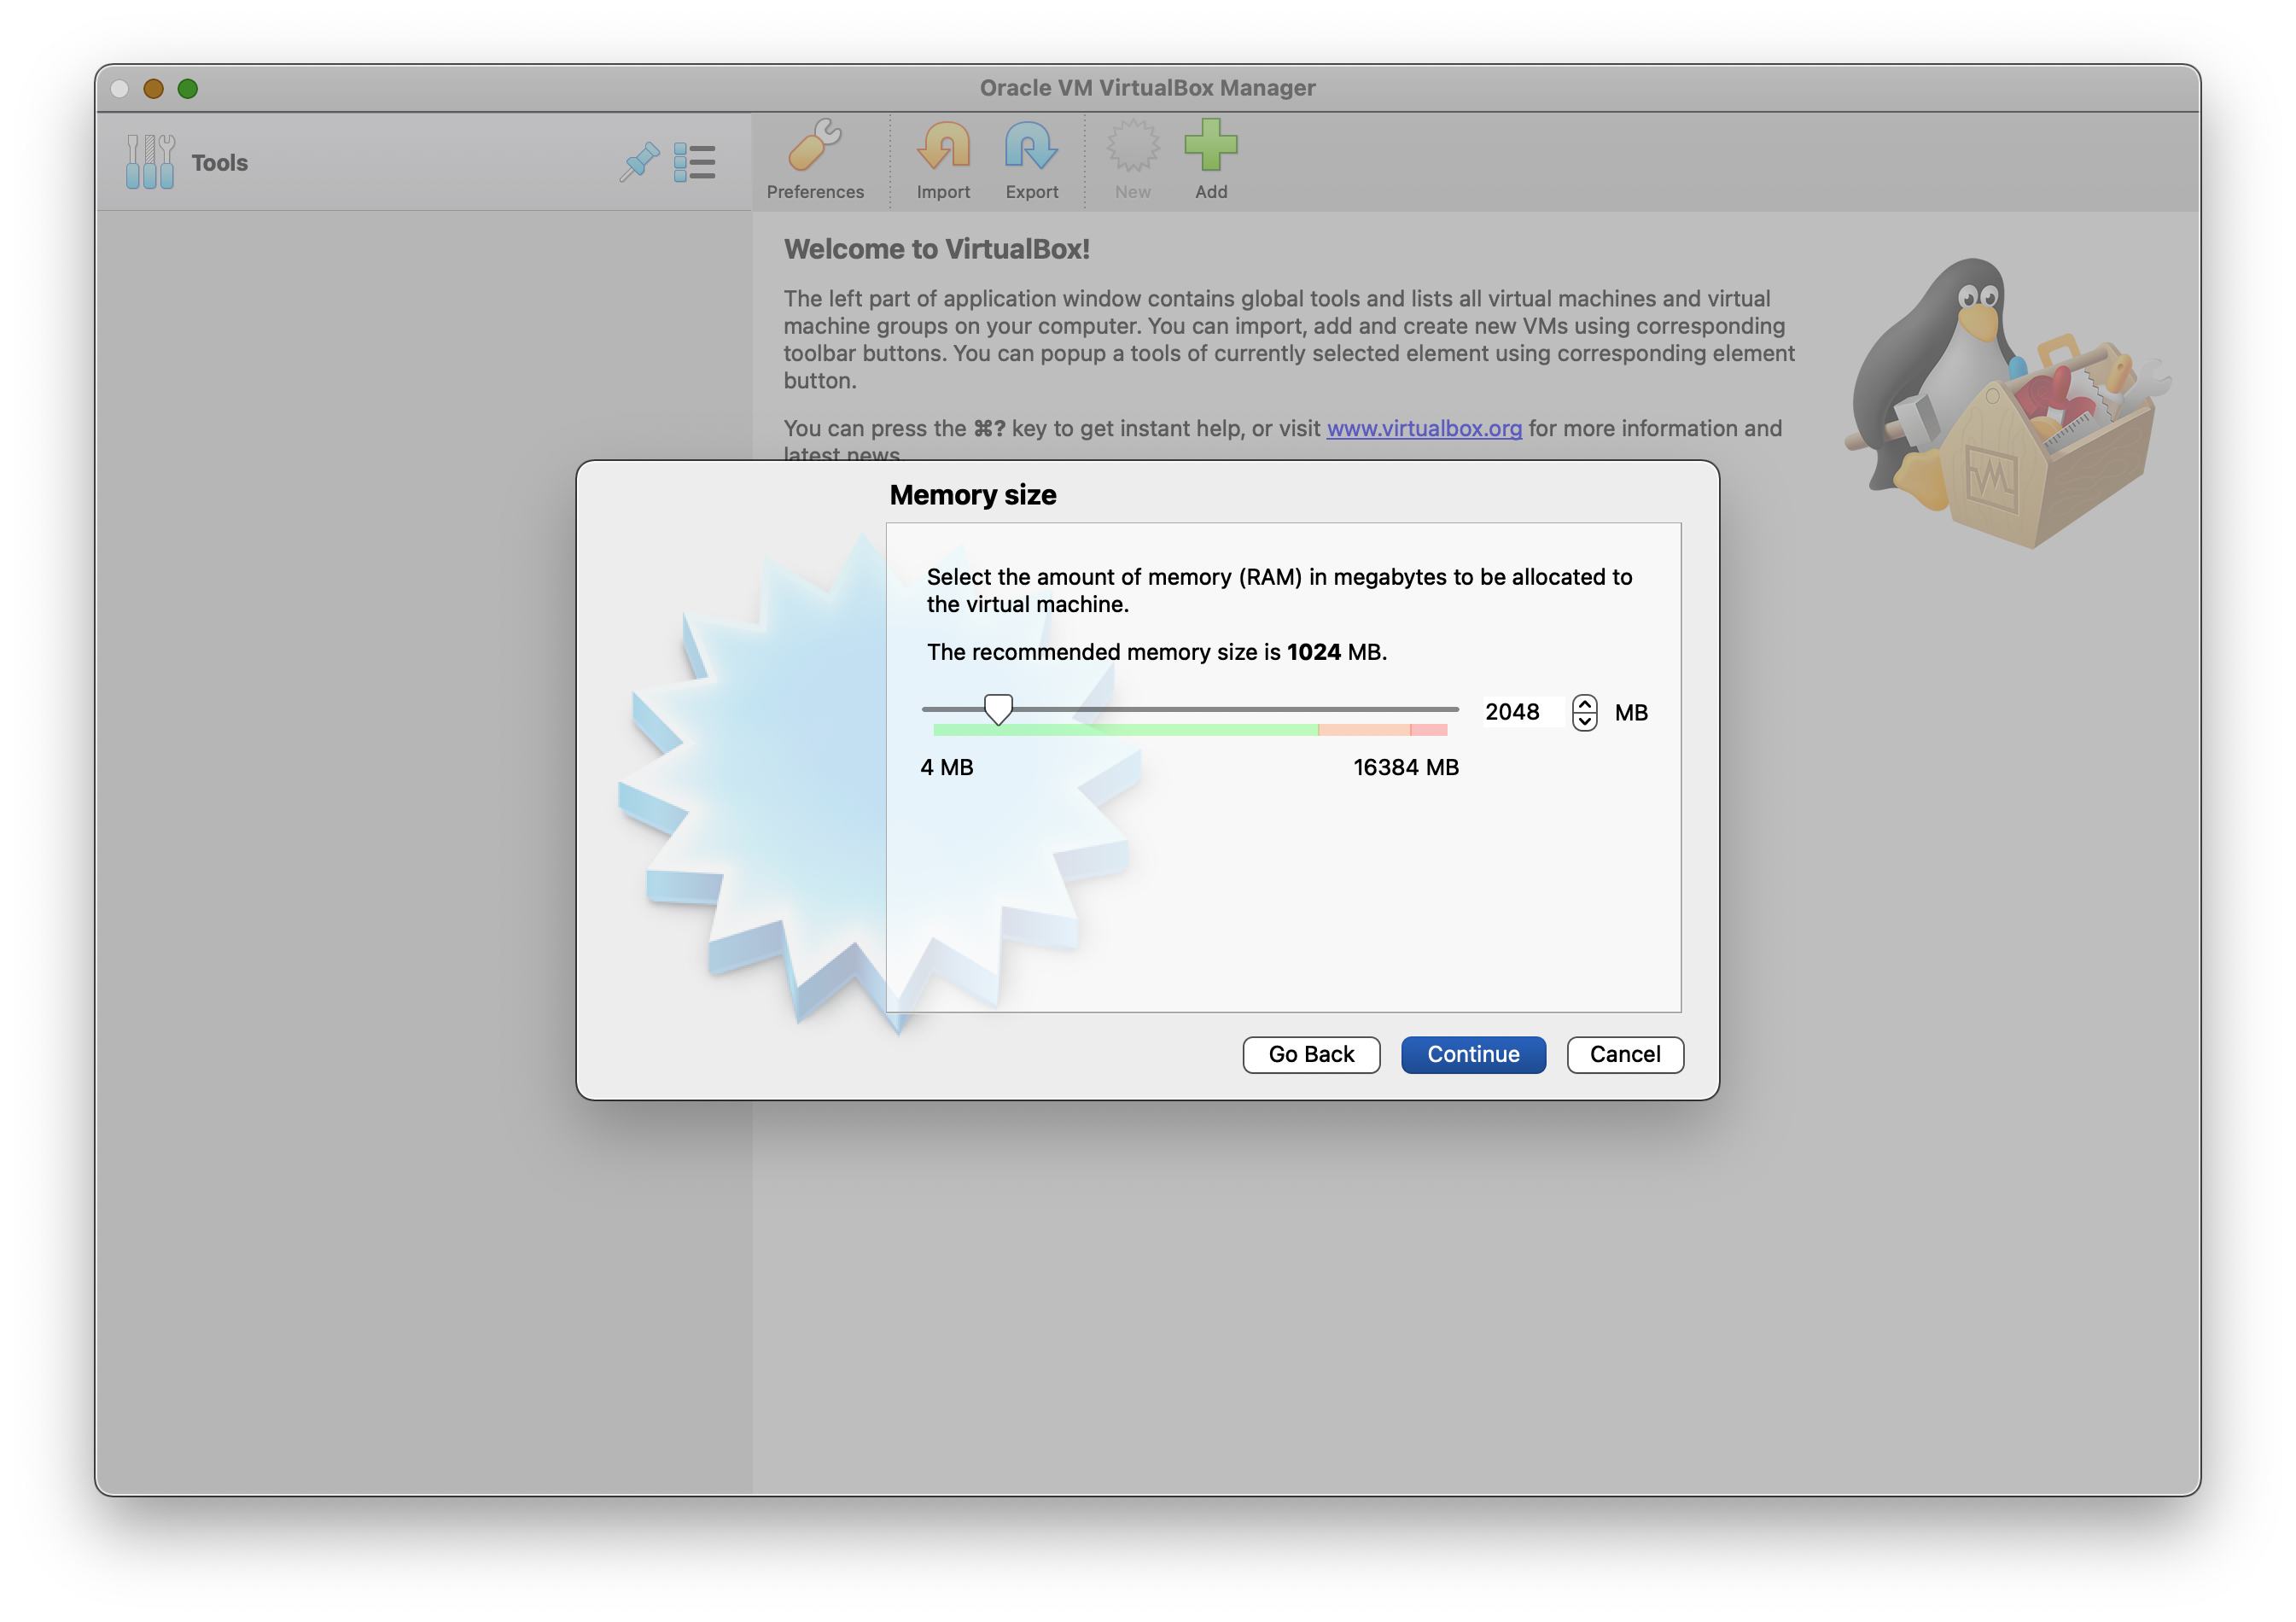 Oracle VM VirtualBox Manager
Tools
Preferences
Import
Export
New
Add
Welcome to VirtualBox!
The left part of application window contains global tools and lists all virtual machines and virtual
machine groups on your computer. You can import, add and create new VMs using corresponding
toolbar buttons. You can popup a tools of currently selected element using corresponding element
button.
You can press the ⌘? key to get instant help, or visit www.virtualbox.org for more information and
latest news.
Memory size
Select the amount of memory (RAM) in megabytes to be allocated to
the virtual machine.
The recommended memory size is 1024 MB.
2048 MB
4 MB
16384 MB
Go Back
Continue
Cancel